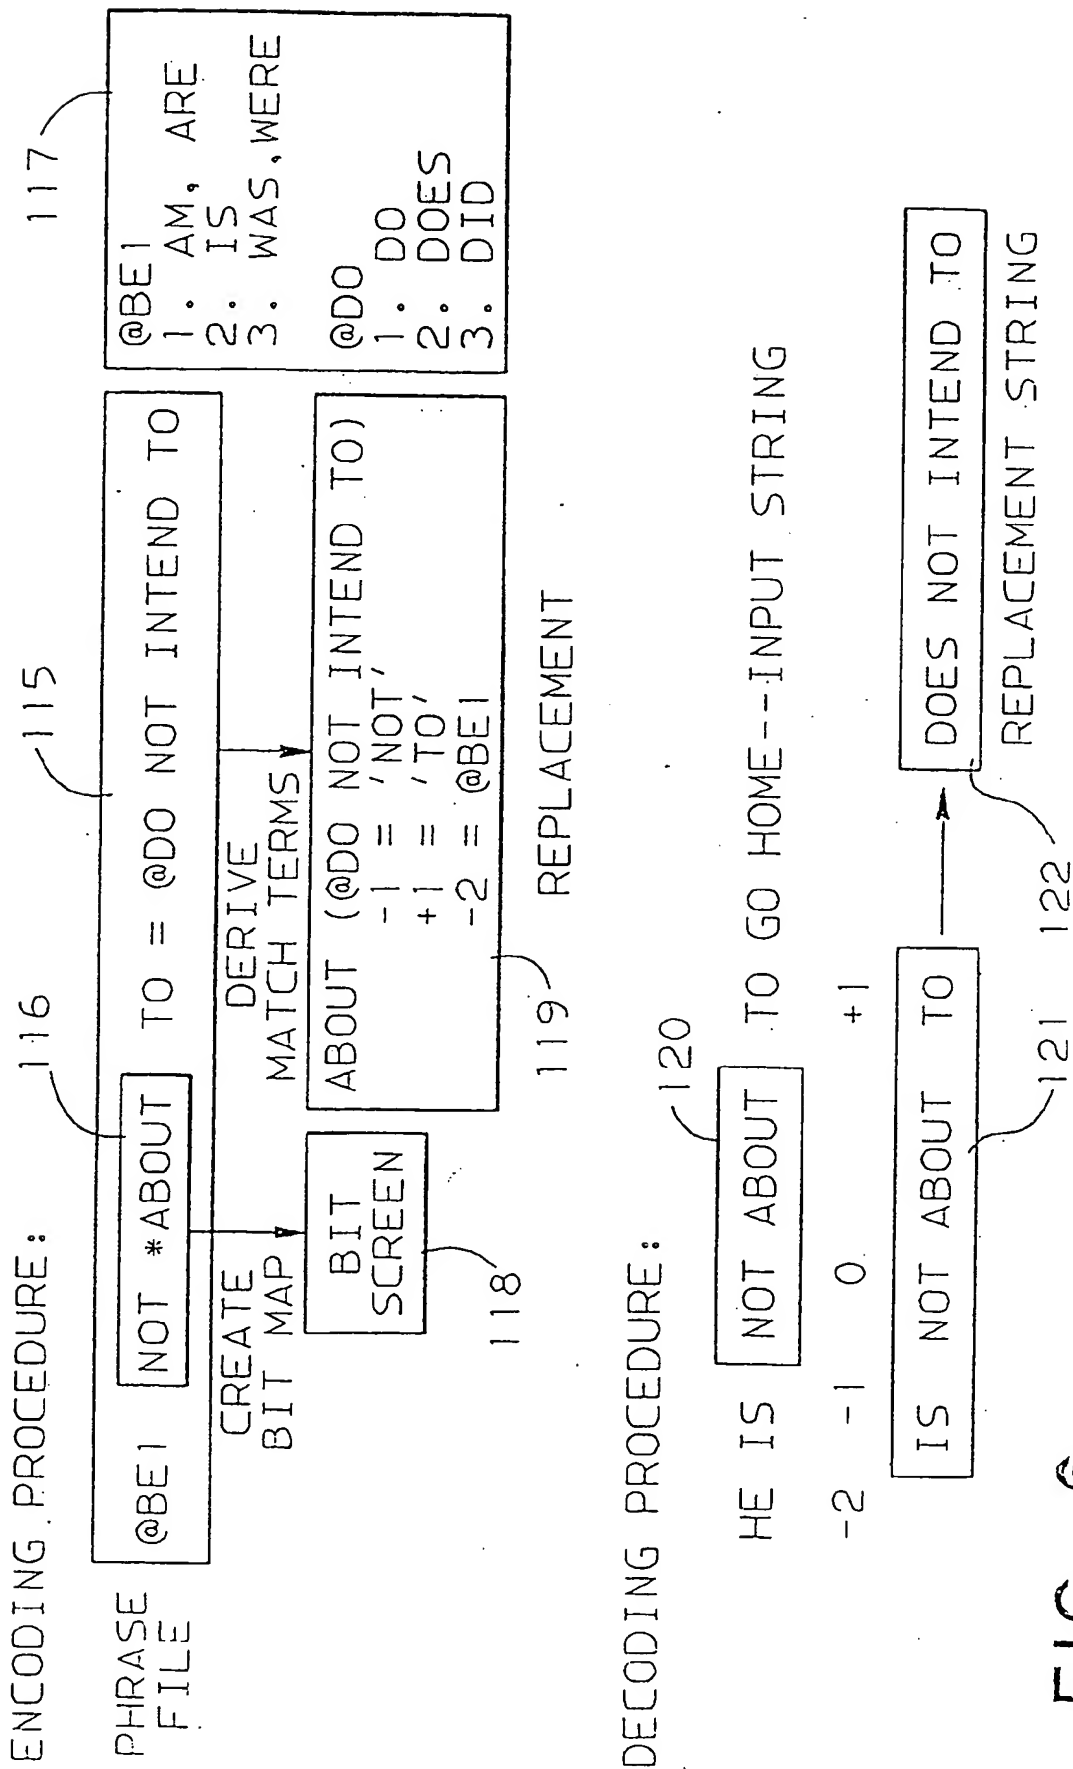 ENCODING PROCEDURE:
117
115
116
PHRASE FILE
@BE1 NOT *ABOUT TO = @DO NOT INTEND TO
@BE1
1. AM, ARE
2. IS
3. WAS,WERE
@DO
1. DO
2. DOES
3. DID
CREATE
BIT MAP
DERIVE
MATCH TERMS
BIT
SCREEN
118
ABOUT (@DO NOT INTEND TO)
-1 = 'NOT'
+1 = 'TO'
-2 = @BE1
119
REPLACEMENT
DECODING PROCEDURE:
120
HE IS NOT ABOUT TO GO HOME---INPUT STRING
-2 -1 0 +1
IS NOT ABOUT TO
121
DOES NOT INTEND TO
122
REPLACEMENT STRING